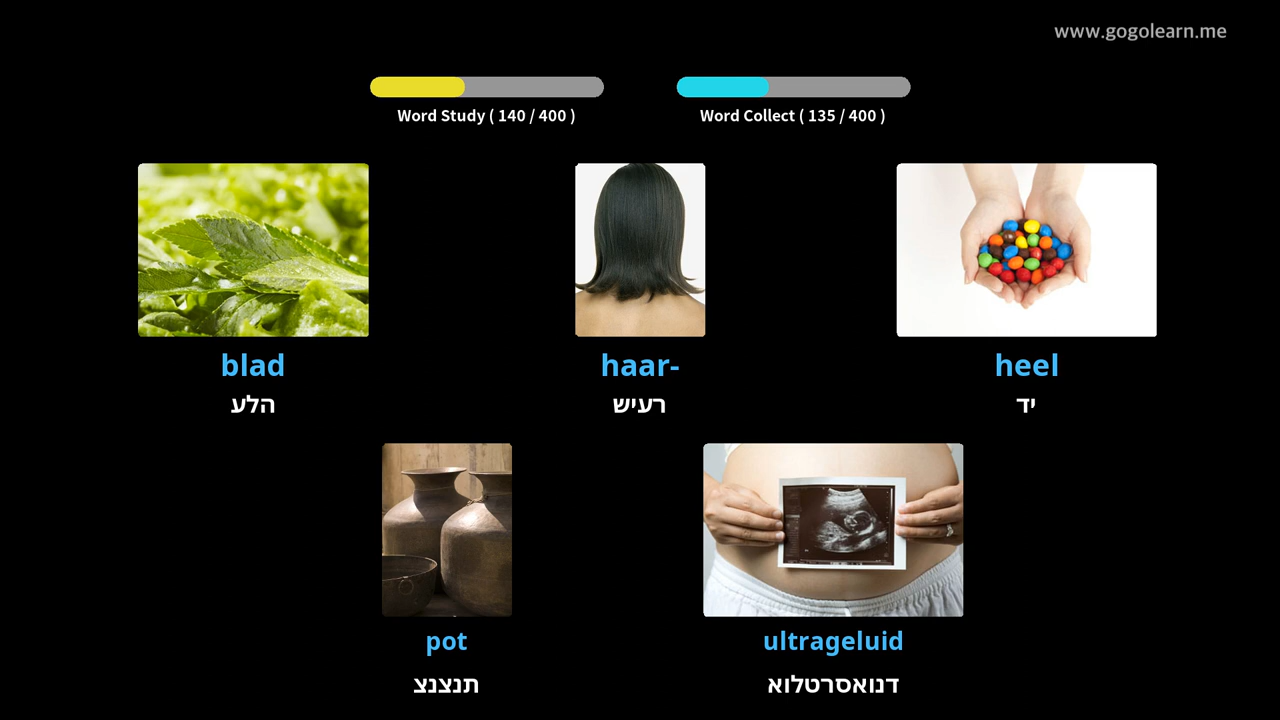 www.gogolearn.me
Word Study ( 140 / 400 )
Word Collect ( 135 / 400 )
blad
הלע
haar-
רעיש
heel
די
pot
תנצנצ
ultrageluid
דנואסרטלוא